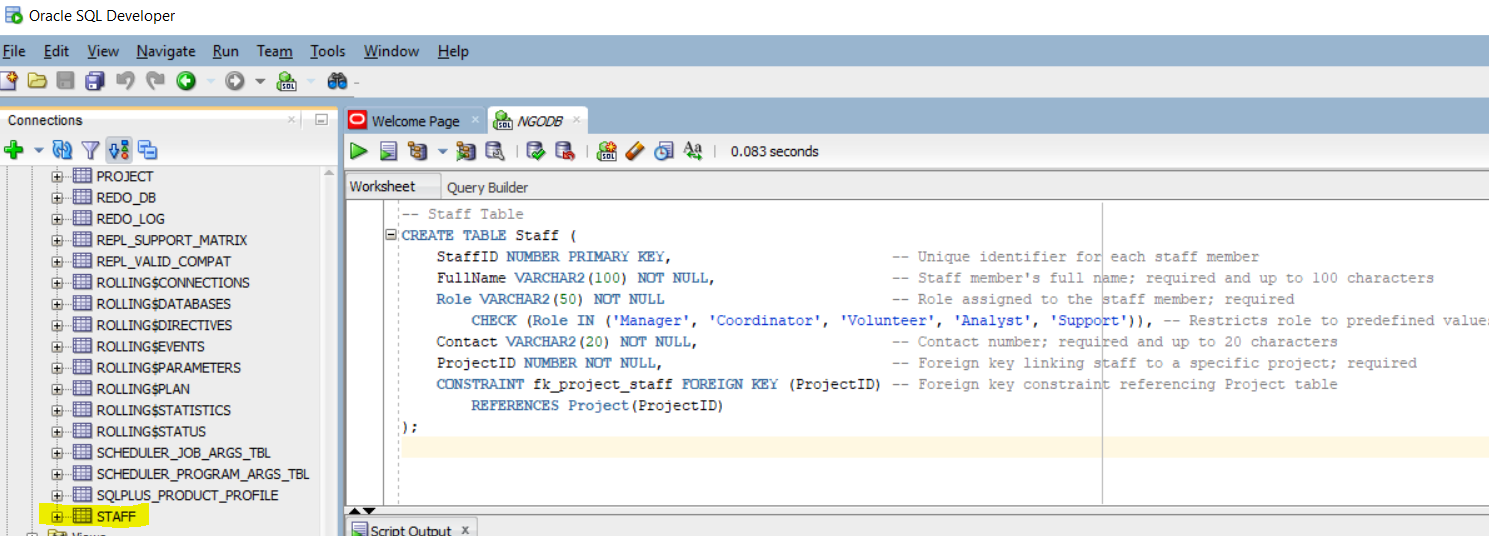 Oracle SQL Developer
File Edit View Navigate Run Team Tools Window Help
Connections
PROJECT
REDO_DB
REDO_LOG
REPL_SUPPORT_MATRIX
REPL_VALID_COMPAT
ROLLING$CONNECTIONS
ROLLING$DATABASES
ROLLING$DIRECTIVES
ROLLING$EVENTS
ROLLING$PARAMETERS
ROLLING$PLAN
ROLLING$STATISTICS
ROLLING$STATUS
SCHEDULER_JOB_ARGS_TBL
SCHEDULER_PROGRAM_ARGS_TBL
SQLPLUS_PRODUCT_PROFILE
STAFF
Views
Welcome Page NGODB
0.083 seconds
Worksheet Query Builder
-- Staff Table
CREATE TABLE Staff (
StaffID NUMBER PRIMARY KEY, -- Unique identifier for each staff member
FullName VARCHAR2(100) NOT NULL, -- Staff member's full name; required and up to 100 characters
Role VARCHAR2(50) NOT NULL -- Role assigned to the staff member; required
CHECK (Role IN ('Manager', 'Coordinator', 'Volunteer', 'Analyst', 'Support')), -- Restricts role to predefined values
Contact VARCHAR2(20) NOT NULL, -- Contact number; required and up to 20 characters
ProjectID NUMBER NOT NULL, -- Foreign key linking staff to a specific project; required
CONSTRAINT fk_project_staff FOREIGN KEY (ProjectID) -- Foreign key constraint referencing Project table
REFERENCES Project(ProjectID)
);
Script Output